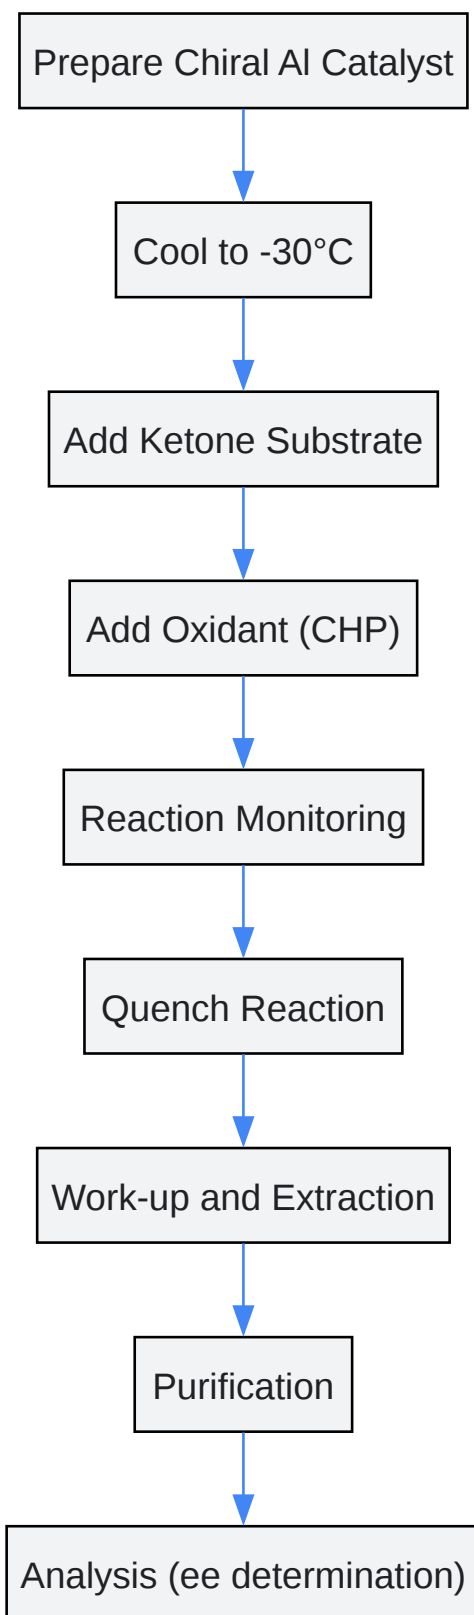 Prepare Chiral Al Catalyst
Cool to -30°C
Add Ketone Substrate
Add Oxidant (CHP)
Reaction Monitoring
Quench Reaction
Work-up and Extraction
Purification
Analysis (ee determination)